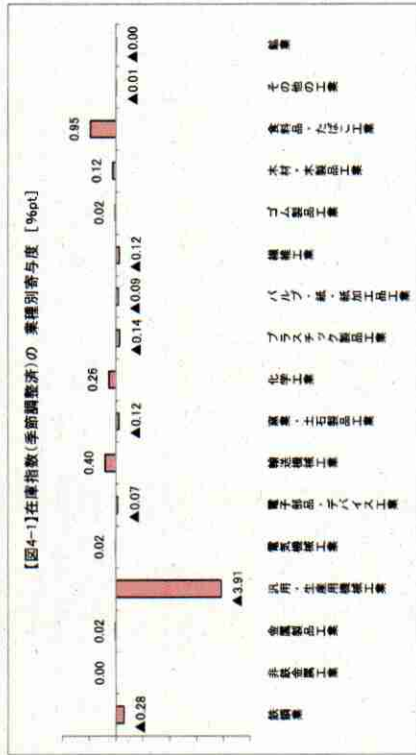 【図4-1】在庫指数(季節調整済)の 業種別寄与度 [%pt]
▲0.28
0.00
0.02
▲3.91
0.02
▲0.07
0.40
▲0.12
0.26
▲0.14
▲0.09
▲0.12
0.02
0.12
0.95
▲0.01
▲0.00
鉄鋼業
非鉄金属工業
金属製品工業
汎用・生産用機械工業
電気機械工業
電子部品・デバイス工業
輸送機械工業
窯業・土石製品工業
化学工業
プラスチック製品工業
パルプ・紙・紙加工品工業
繊維工業
ゴム製品工業
木材・木製品工業
食料品・たばこ工業
その他の工業
鉱業